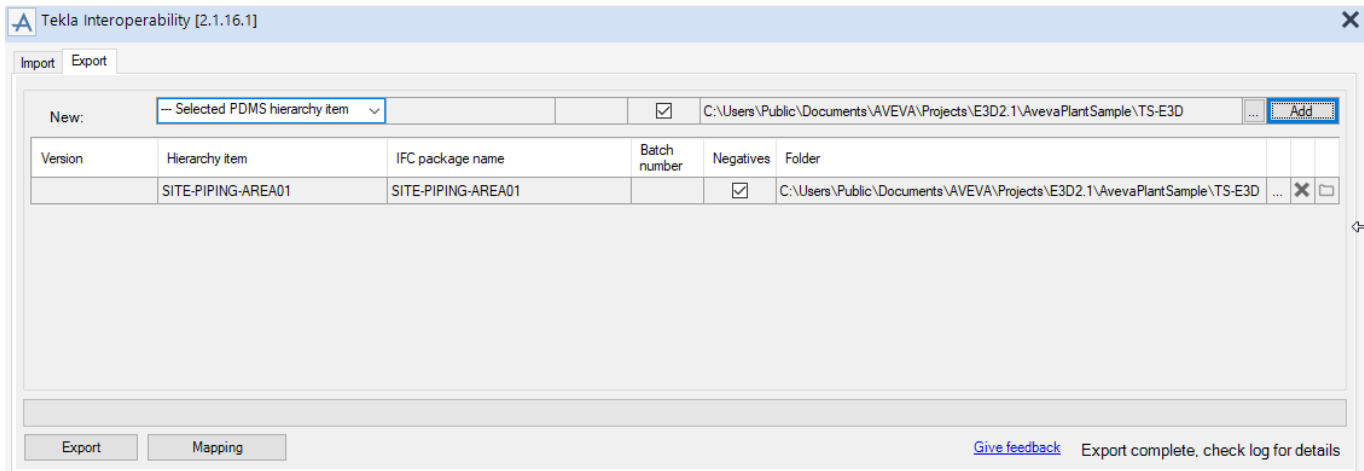 Tekla Interoperability [2.1.16.1]
Import Export
New: --- Selected PDMS hierarchy item C:\Users\Public\Documents\AVEVA\Projects\E3D2.1\AvevaPlantSample\TS-E3D ... Add
Version Hierarchy item IFC package name Batch number Negatives Folder
SITE-PIPING-AREA01 SITE-PIPING-AREA01 C:\Users\Public\Documents\AVEVA\Projects\E3D2.1\AvevaPlantSample\TS-E3D ...
Export Mapping Give feedback Export complete, check log for details